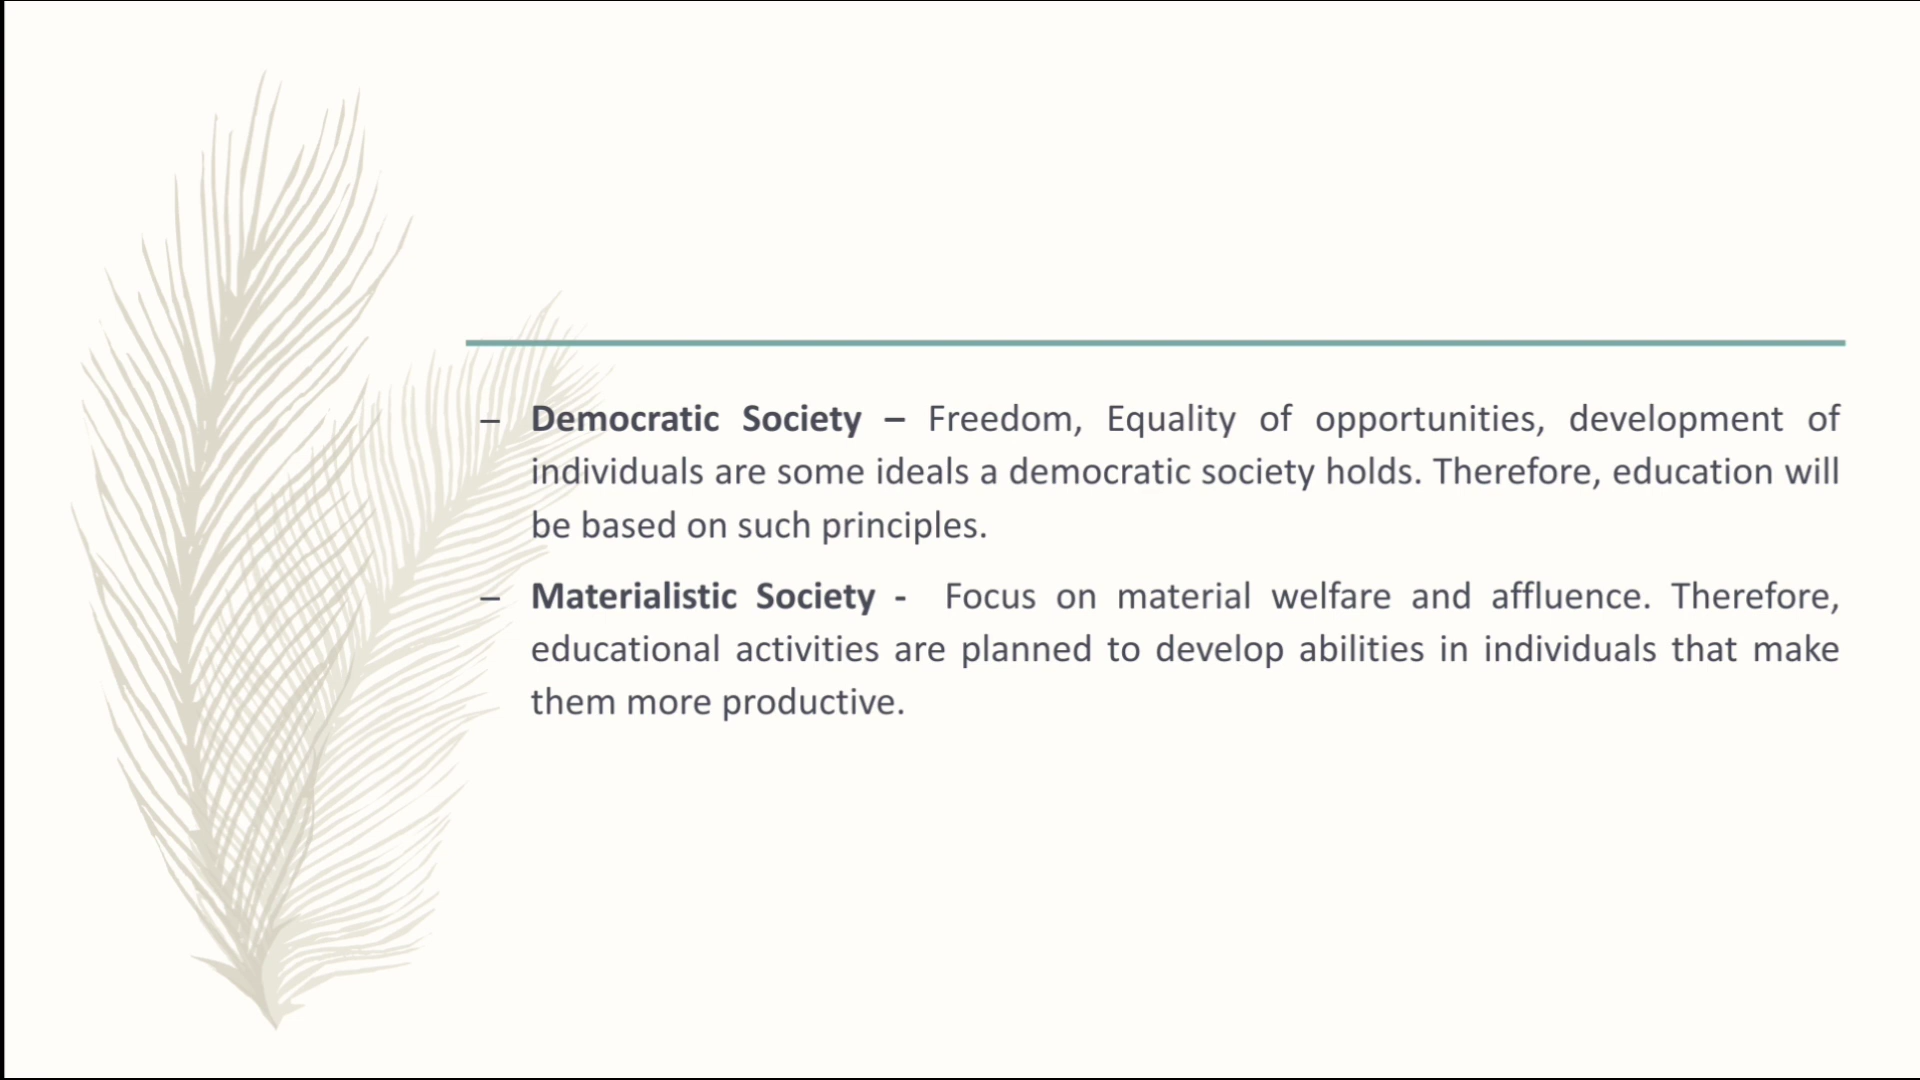 – Democratic Society – Freedom, Equality of opportunities, development of
individuals are some ideals a democratic society holds. Therefore, education will
be based on such principles.
– Materialistic Society - Focus on material welfare and affluence. Therefore,
educational activities are planned to develop abilities in individuals that make
them more productive.